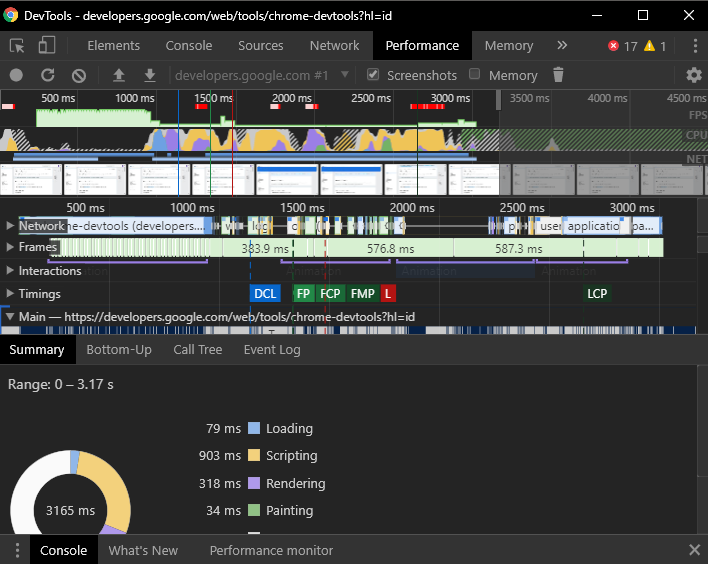 DevTools - developers.google.com/web/tools/chrome-devtools?hl=id
Elements Console Sources Network Performance Memory » 17 1
developers.google.com #1 Screenshots Memory
500 ms 1000 ms 1500 ms 2000 ms 2500 ms 3000 ms 3500 ms 4000 ms 4500 ms
FPS
CPU
NET
500 ms 1000 ms 1500 ms 2000 ms 2500 ms 3000 ms
Network me-devtools (developers.... log user application pa...
Frames 383.9 ms 576.8 ms 587.3 ms
Interactions Animation Animation Animation
Timings DCL FP FCP FMP L LCP
Main — https://developers.google.com/web/tools/chrome-devtools?hl=id
Summary Bottom-Up Call Tree Event Log
Range: 0 – 3.17 s
79 ms Loading
903 ms Scripting
318 ms Rendering
3165 ms
34 ms Painting
Console What's New Performance monitor